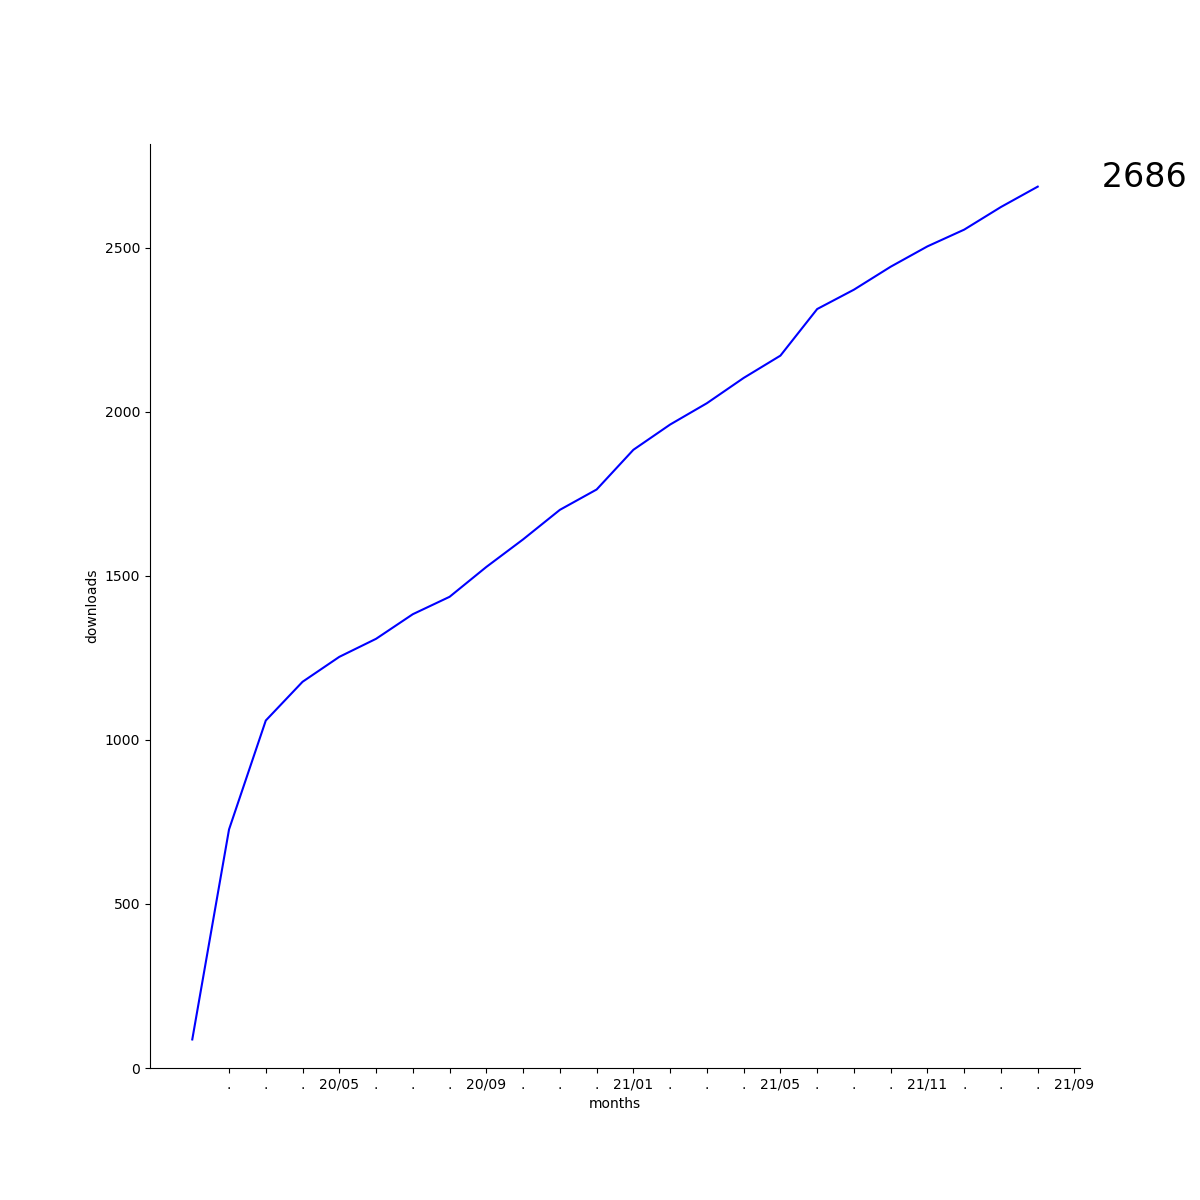 2686
2500
2000
1500
1000
500
0
downloads
. . . 20/05 . . . 20/09 . . . 21/01 . . . 21/05 . . . 21/11 . . . 21/09
months